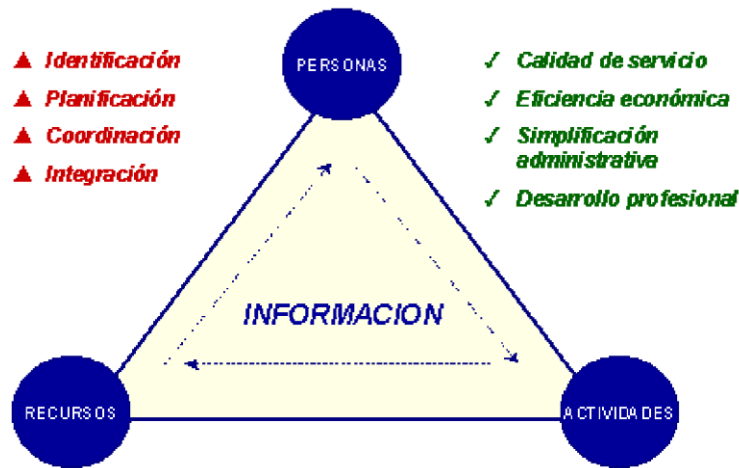 PERSONAS
Identificación
Planificación
Coordinación
Integración
Calidad de servicio
Eficiencia económica
Simplificación
administrativa
Desarrollo profesional
INFORMACION
RECURSOS
ACTIVIDADES